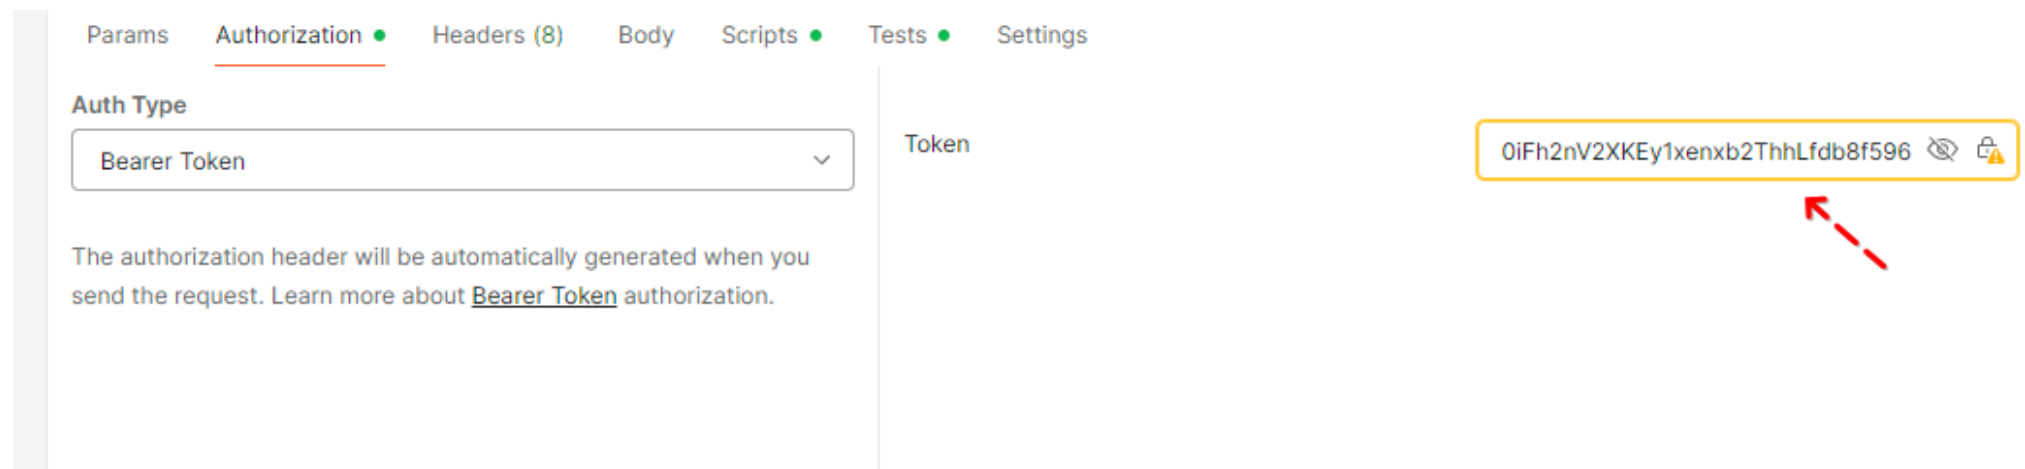 Params Authorization Headers (8) Body Scripts Tests Settings
Auth Type
Bearer Token
Token
0iFh2nV2XKEy1xenxb2ThhLfdb8f596
The authorization header will be automatically generated when you
send the request. Learn more about Bearer Token authorization.